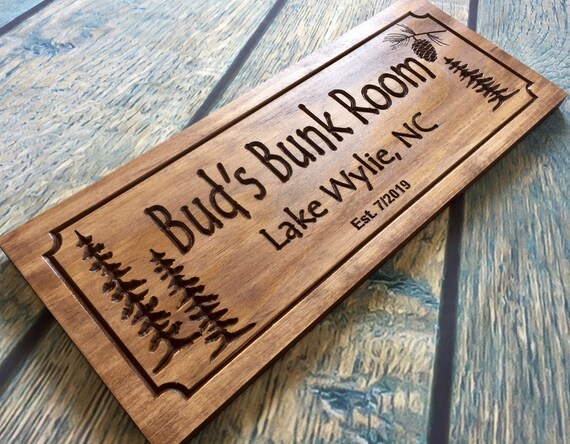 Bud's Bunk Room
Lake Wylie, NC
Est. 7/2019